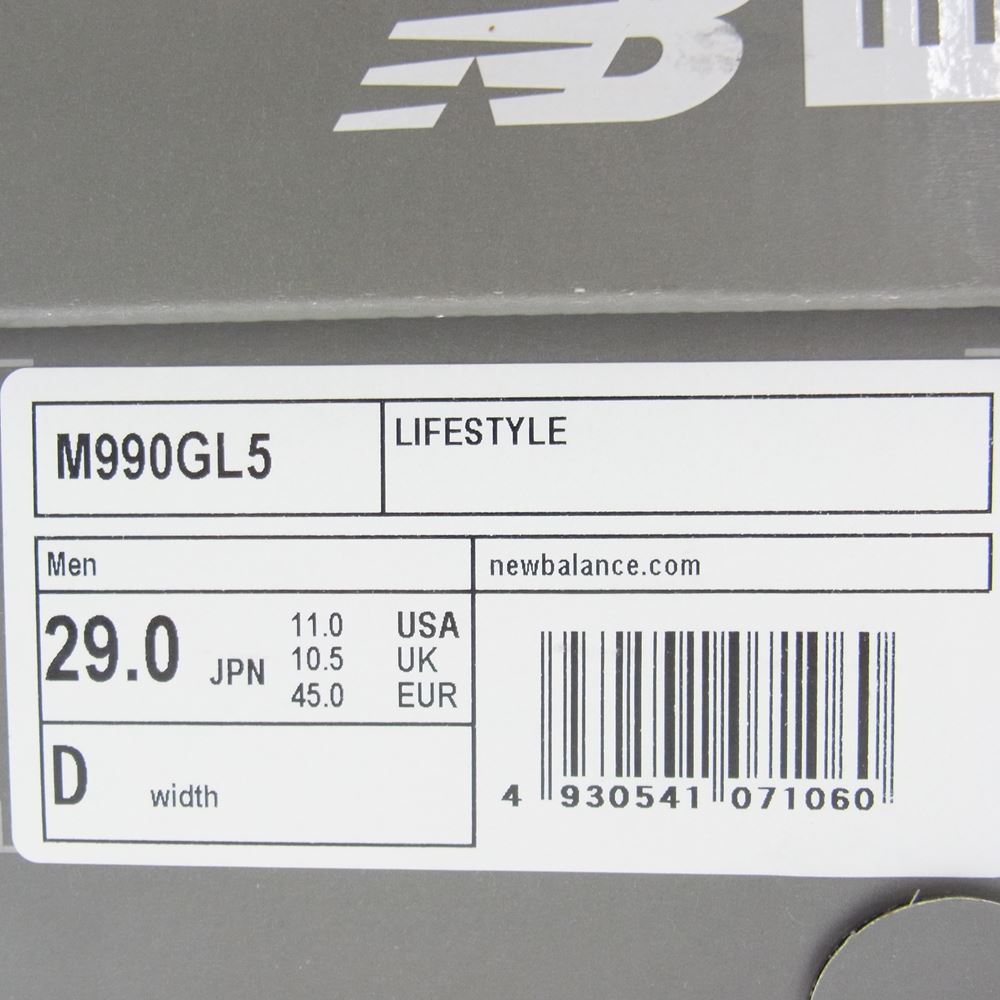 M990GL5
LIFESTYLE
Men
newbalance.com
29.0 JPN
11.0 USA
10.5 UK
45.0 EUR
D width
4 930541 071060